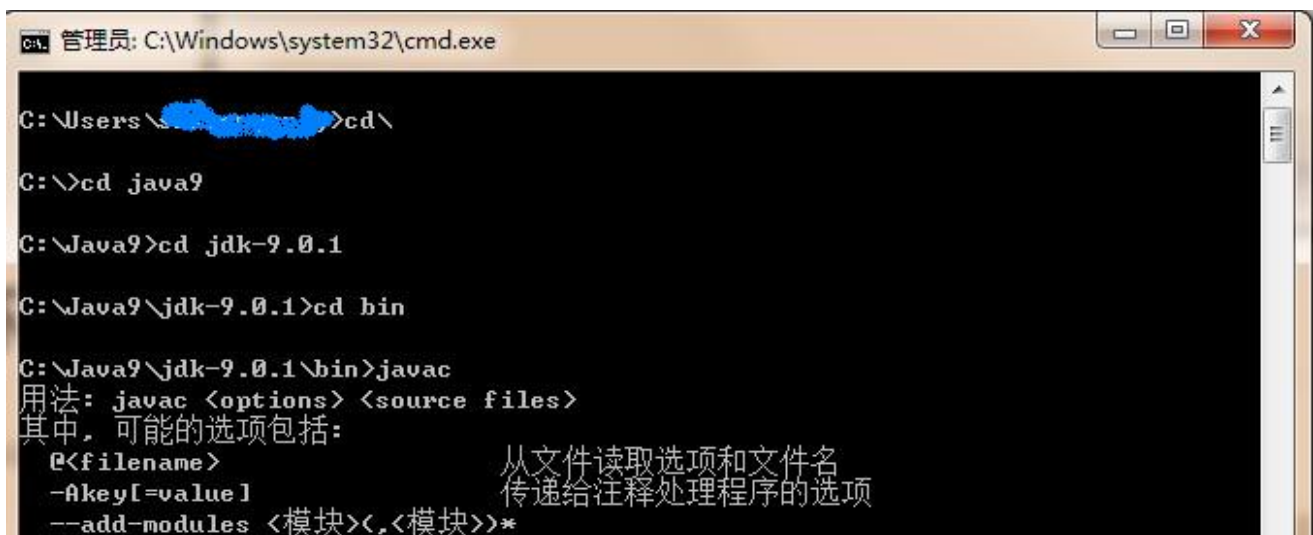 管理员: C:\Windows\system32\cmd.exe
C:\Users\ >cd\
C:\>cd java9
C:\Java9>cd jdk-9.0.1
C:\Java9\jdk-9.0.1>cd bin
C:\Java9\jdk-9.0.1\bin>javac
用法: javac <options> <source files>
其中, 可能的选项包括:
@<filename> 从文件读取选项和文件名
-Akey[=value] 传递给注释处理程序的选项
--add-modules <模块>(,<模块>)*